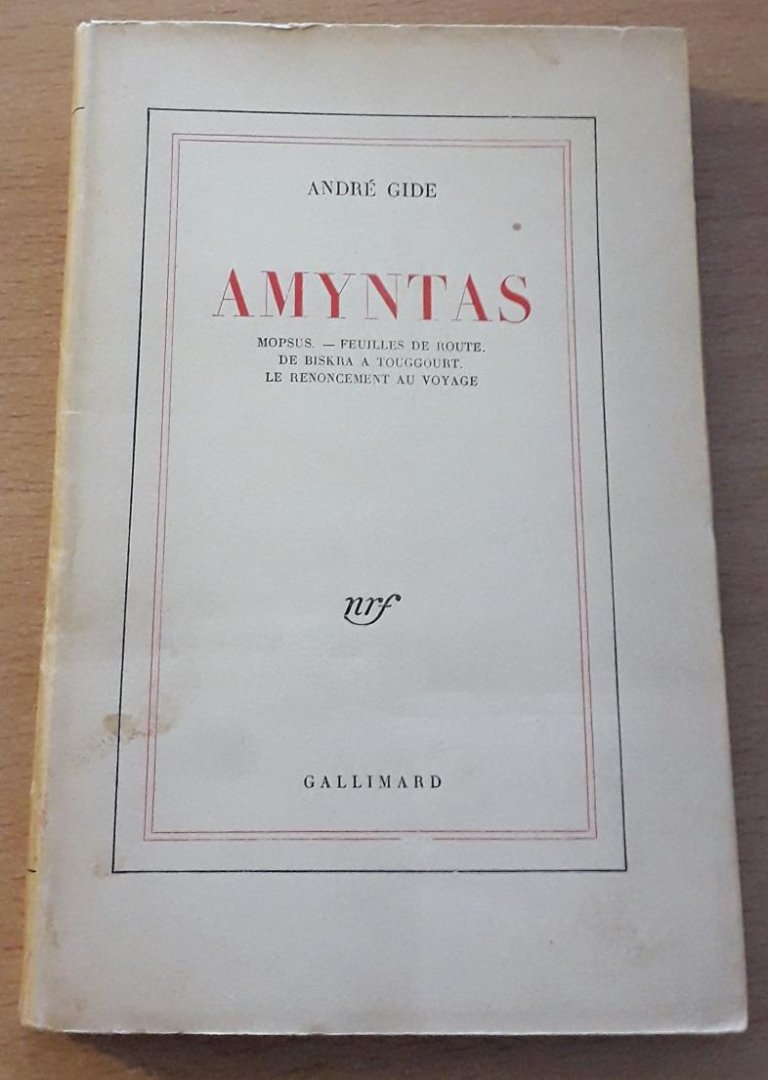 ANDRÉ GIDE
AMYNTAS
MOPSUS. — FEUILLES DE ROUTE.
DE BISKRA A TOUGGOURT.
LE RENONCEMENT AU VOYAGE
nrf
GALLIMARD